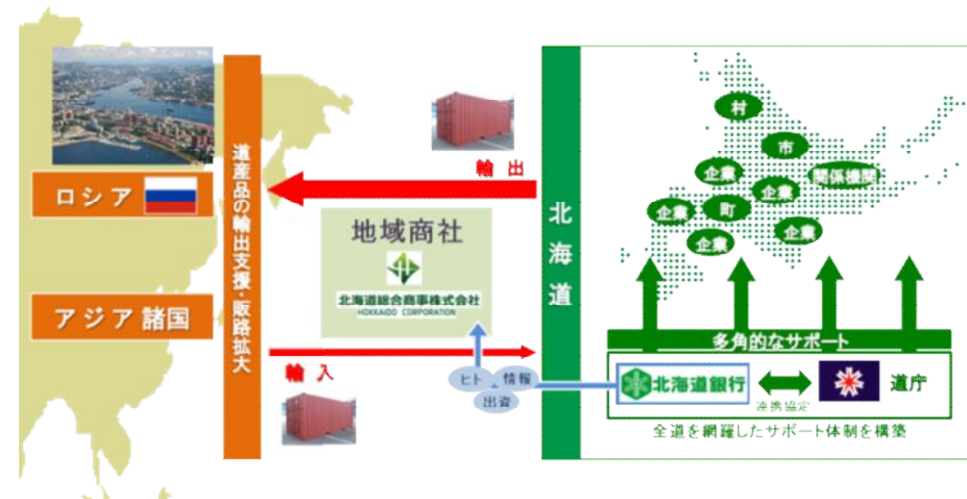 ロシア
アジア諸国
道産品の輸出支援・販路拡大
輸出
地域商社
北海道総合商事株式会社
HOKKAIDO CORPORATION
輸入
ヒト
情報
出資
北海道
村
市
企業
関係機関
企業
企業
町
企業
企業
多角的なサポート
北海道銀行
道庁
連携協定
全道を網羅したサポート体制を構築